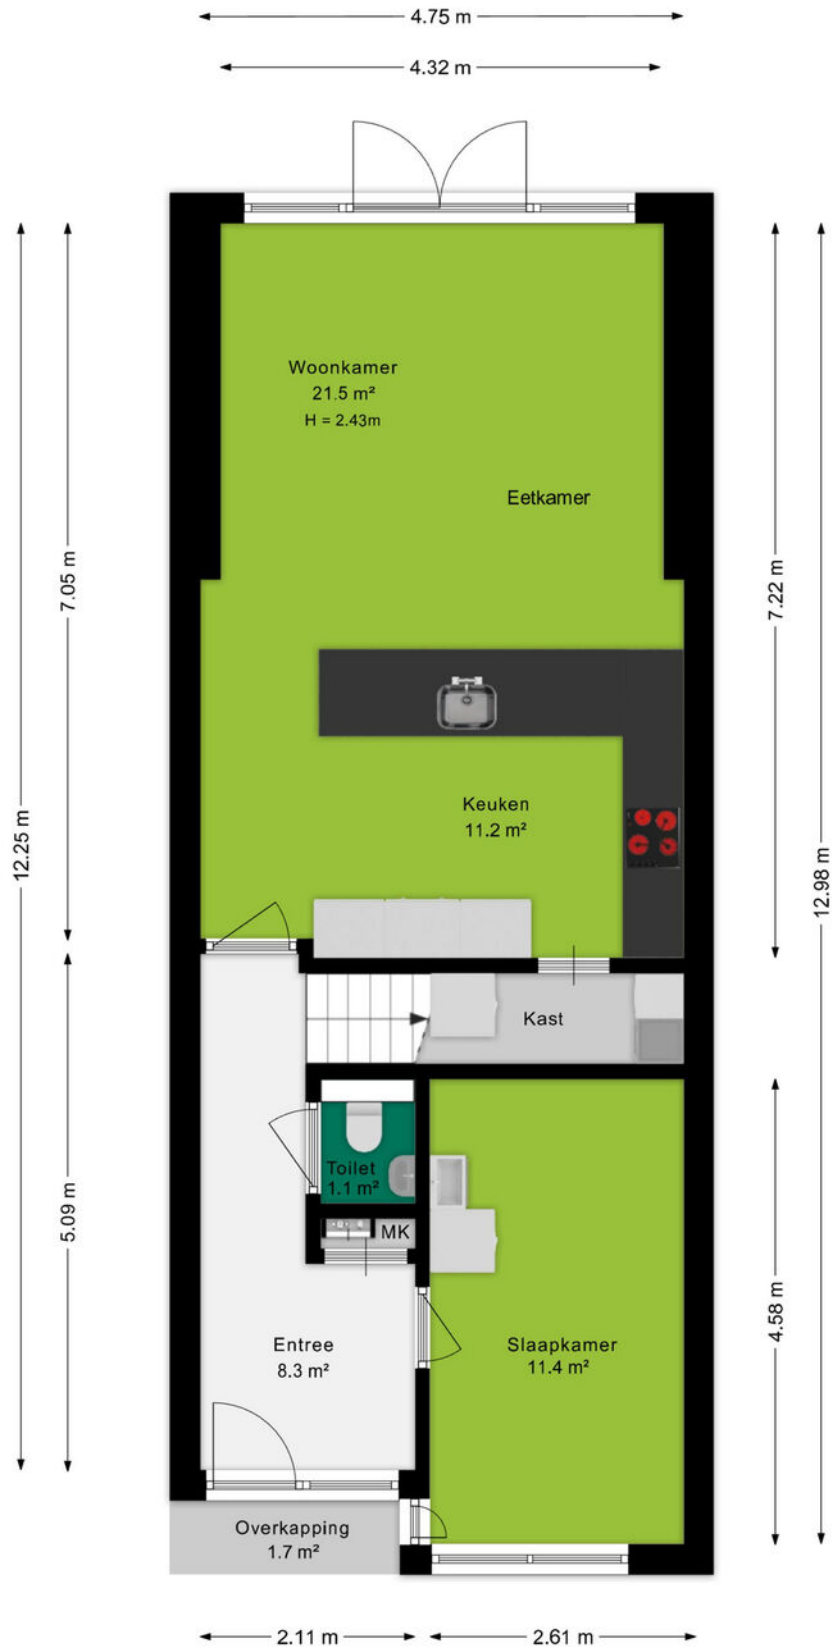 4.75 m
4.32 m
Woonkamer
21.5 m²
H = 2.43m
Eetkamer
7.05 m
7.22 m
Keuken
11.2 m²
12.25 m
12.98 m
Kast
Toilet
1.1 m²
MK
5.09 m
4.58 m
Entree
8.3 m²
Slaapkamer
11.4 m²
Overkapping
1.7 m²
2.11 m
2.61 m